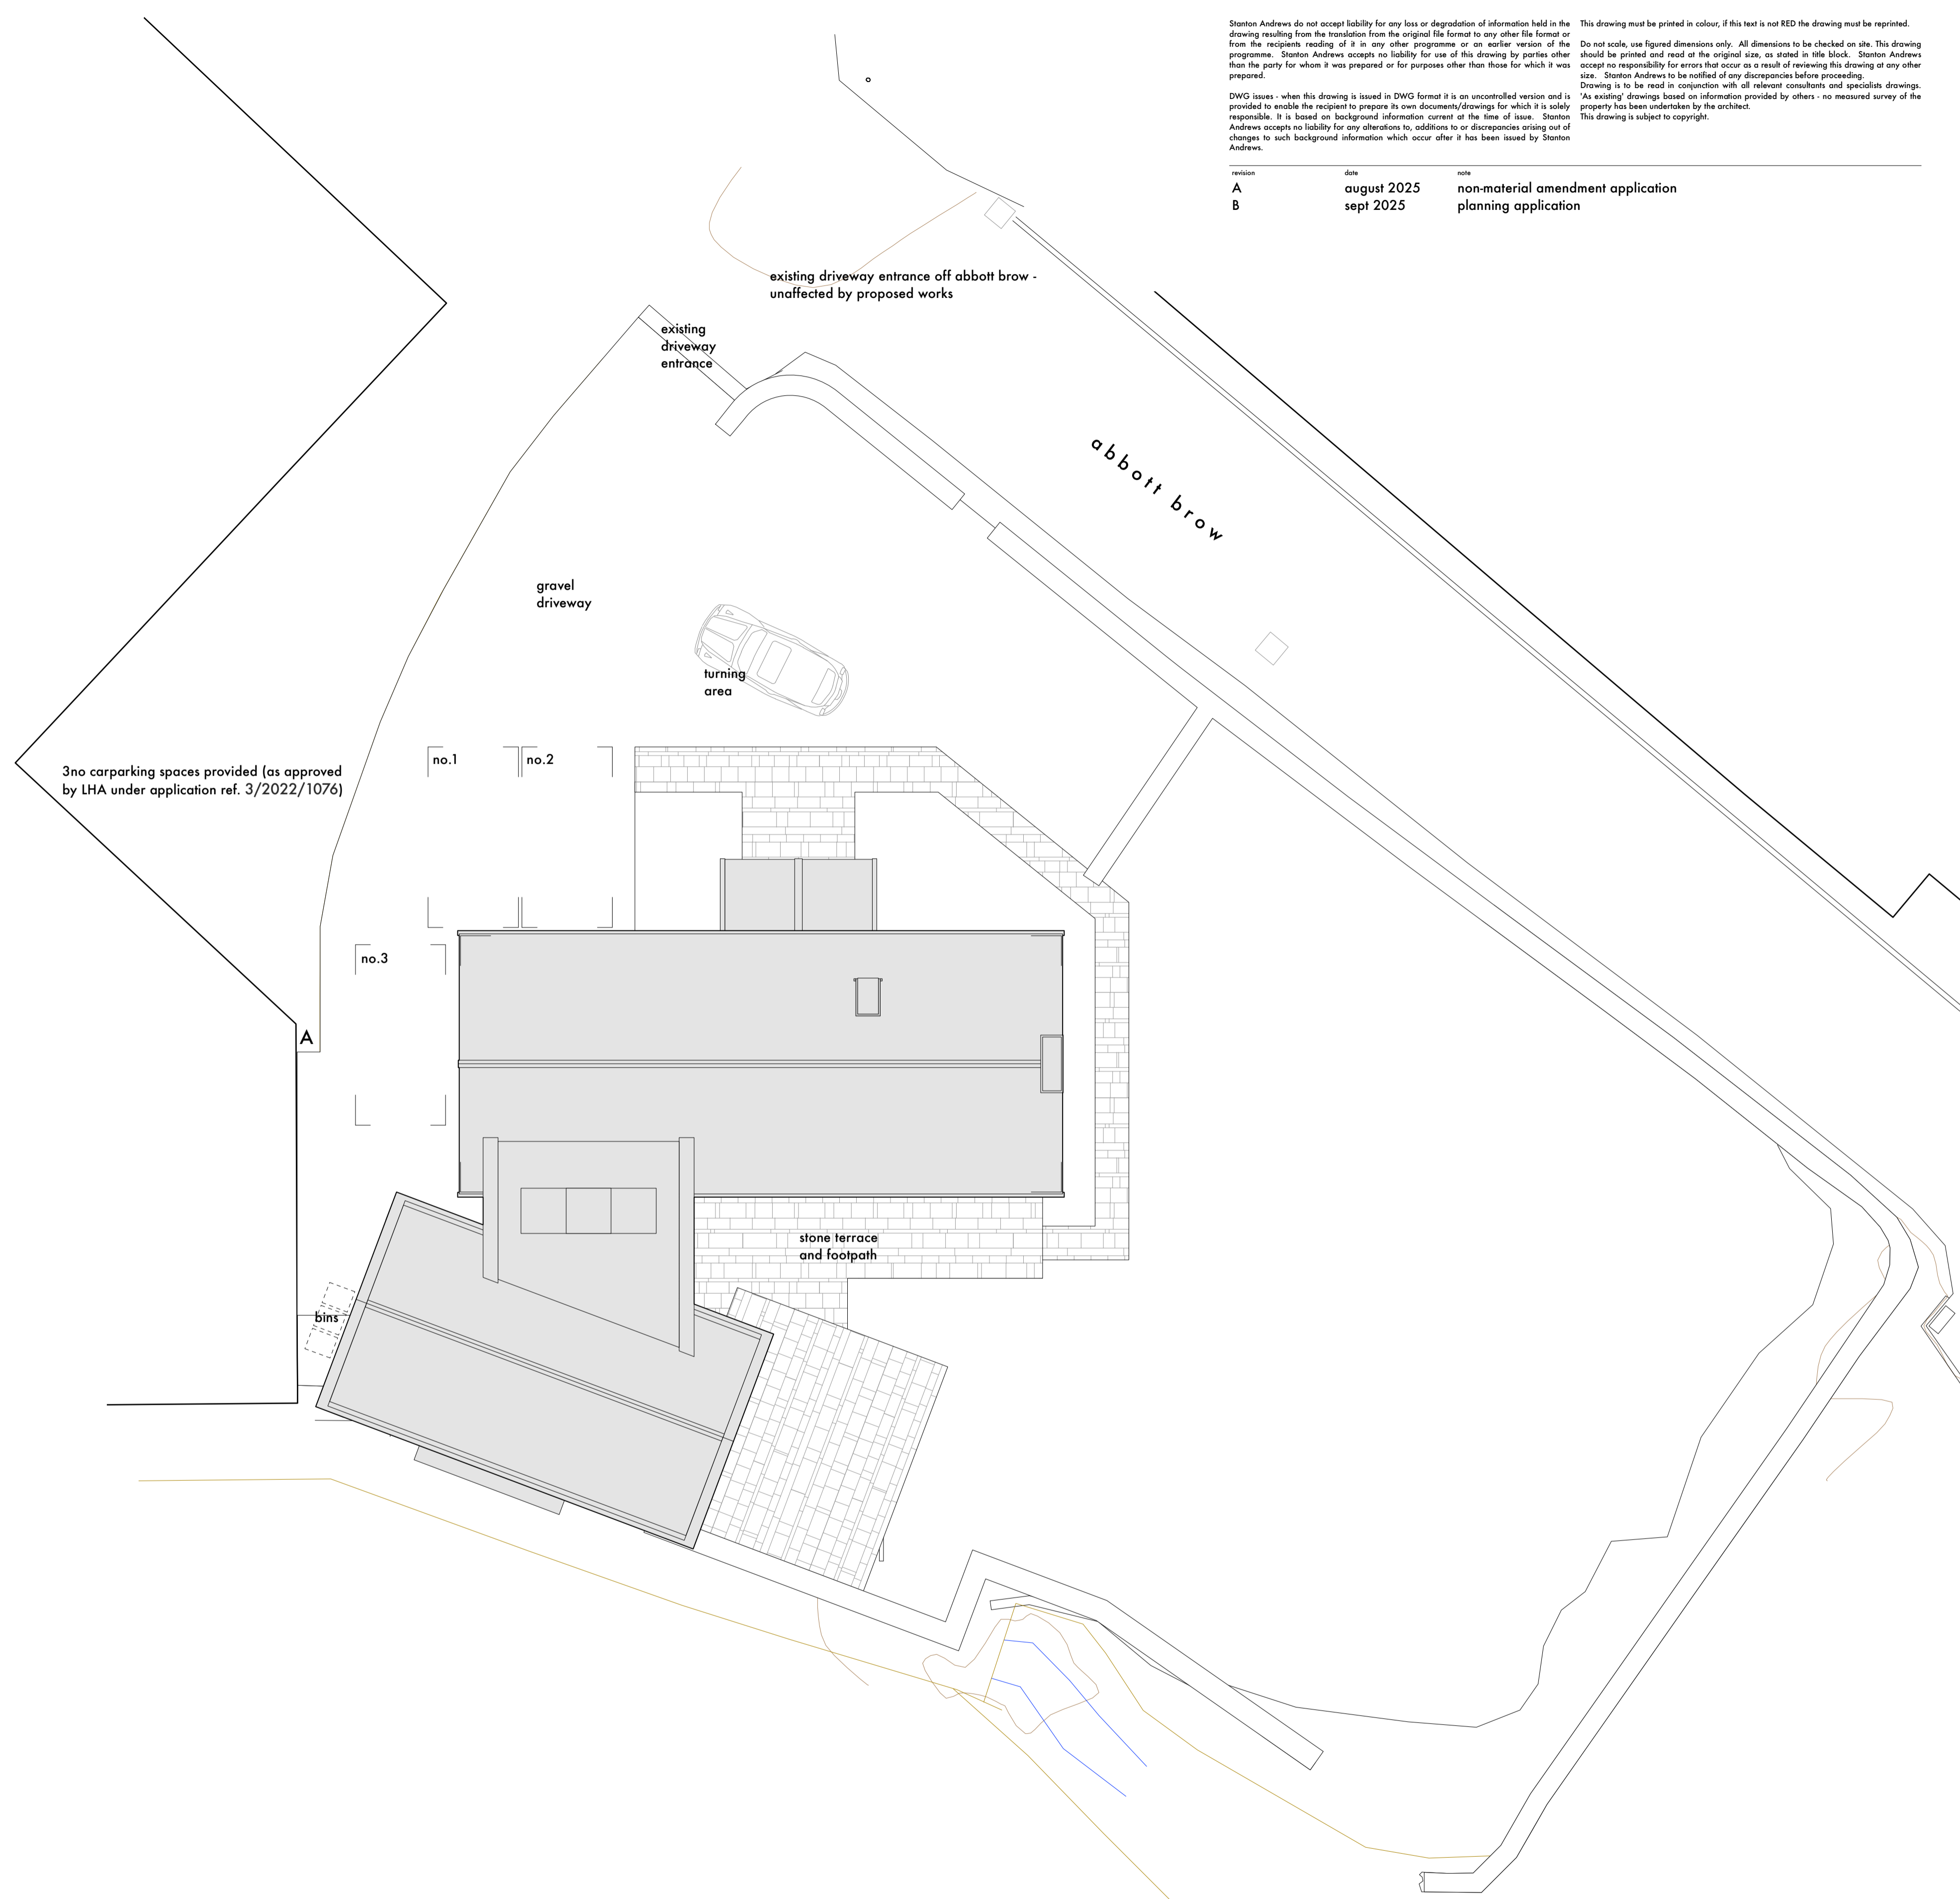 Stanton Andrews do not accept liability for any loss or degradation of information held in the
drawing resulting from the translation from the original file format to any other file format or
from the recipients reading of it in any other programme or an earlier version of the
programme. Stanton Andrews accepts no liability for use of this drawing by parties other
than the party for whom it was prepared or for purposes other than those for which it was
prepared.
DWG issues - when this drawing is issued in DWG format it is an uncontrolled version and is
provided to enable the recipient to prepare its own documents/drawings for which it is solely
responsible. It is based on background information current at the time of issue. Stanton
Andrews accepts no liability for any alterations to, additions to or discrepancies arising out of
changes to such background information which occur after it has been issued by Stanton
Andrews.
This drawing must be printed in colour, if this text is not RED the drawing must be reprinted.
Do not scale, use figured dimensions only. All dimensions to be checked on site. This drawing
should be printed and read at the original size, as stated in title block. Stanton Andrews
accept no responsibility for errors that occur as a result of reviewing this drawing at any other
size. Stanton Andrews to be notified of any discrepancies before proceeding.
Drawing is to be read in conjunction with all relevant consultants and specialists drawings.
'As existing' drawings based on information provided by others - no measured survey of the
property has been undertaken by the architect.
This drawing is subject to copyright.
revision date note
A august 2025 non-material amendment application
B sept 2025 planning application
existing driveway entrance off abbott brow -
unaffected by proposed works
existing
driveway
entrance
abbott brow
gravel
driveway
turning
area
no.1
no.2
3no carparking spaces provided (as approved
by LHA under application ref. 3/2022/1076)
no.3
A
stone terrace
and footpath
bins